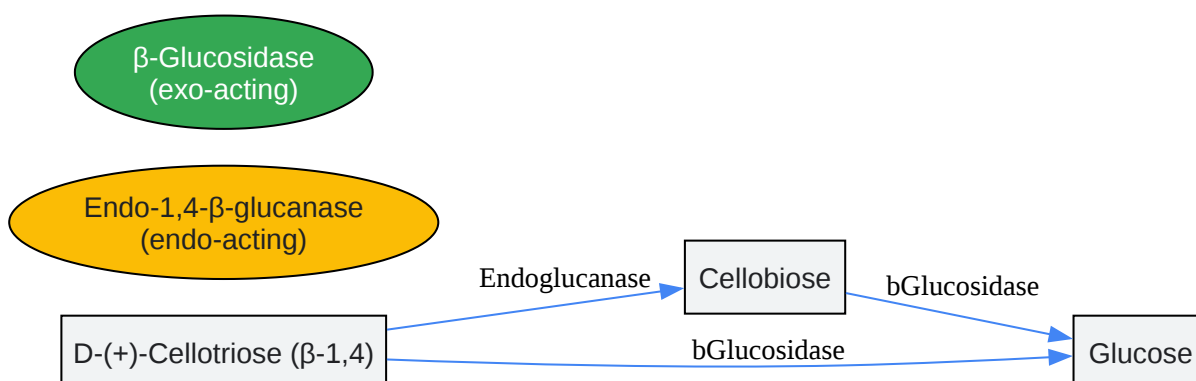 β-Glucosidase
(exo-acting)
Endo-1,4-β-glucanase
(endo-acting)
Endoglucanase
Cellobiose
bGlucosidase
D-(+)-Cellotriose (β-1,4)
bGlucosidase
Glucose